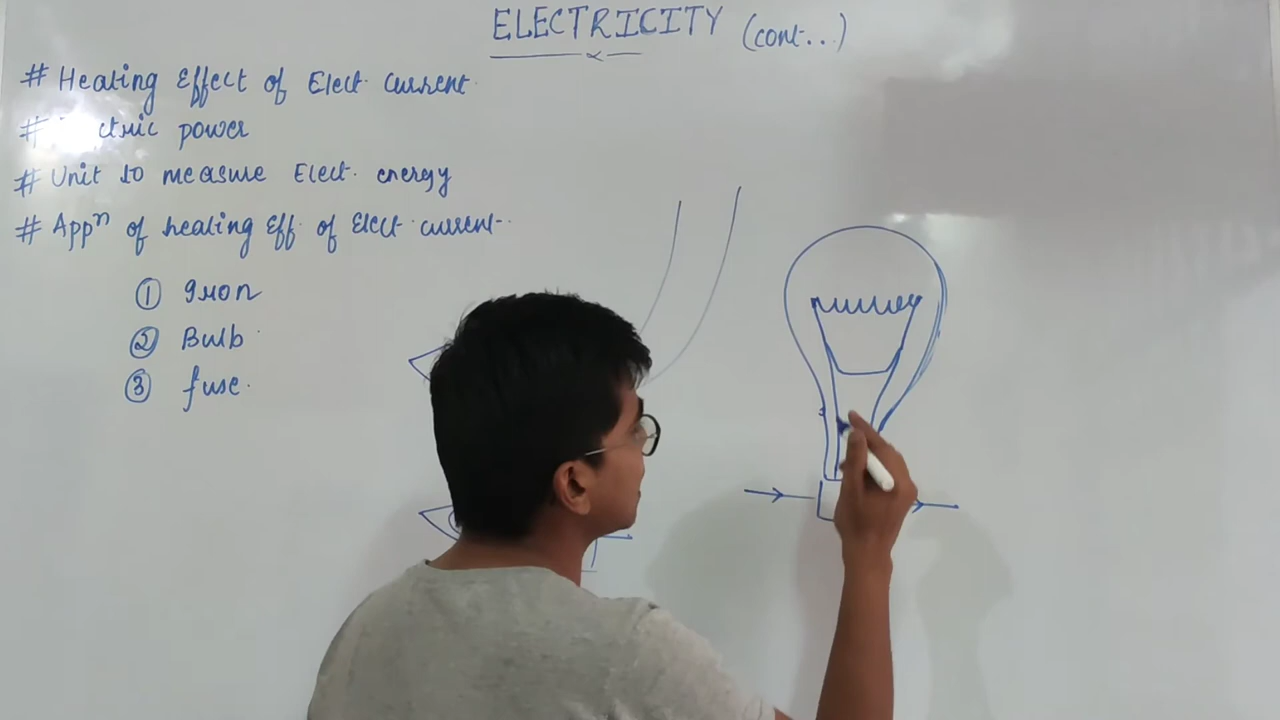 ELECTRICITY (cont...)
# Heating Effect of Elect. Current.
# ctric power
# Unit to measure Elect. energy
# Appⁿ of heating Eff. of Elect. current..
① Iron
② Bulb.
③ fuse.